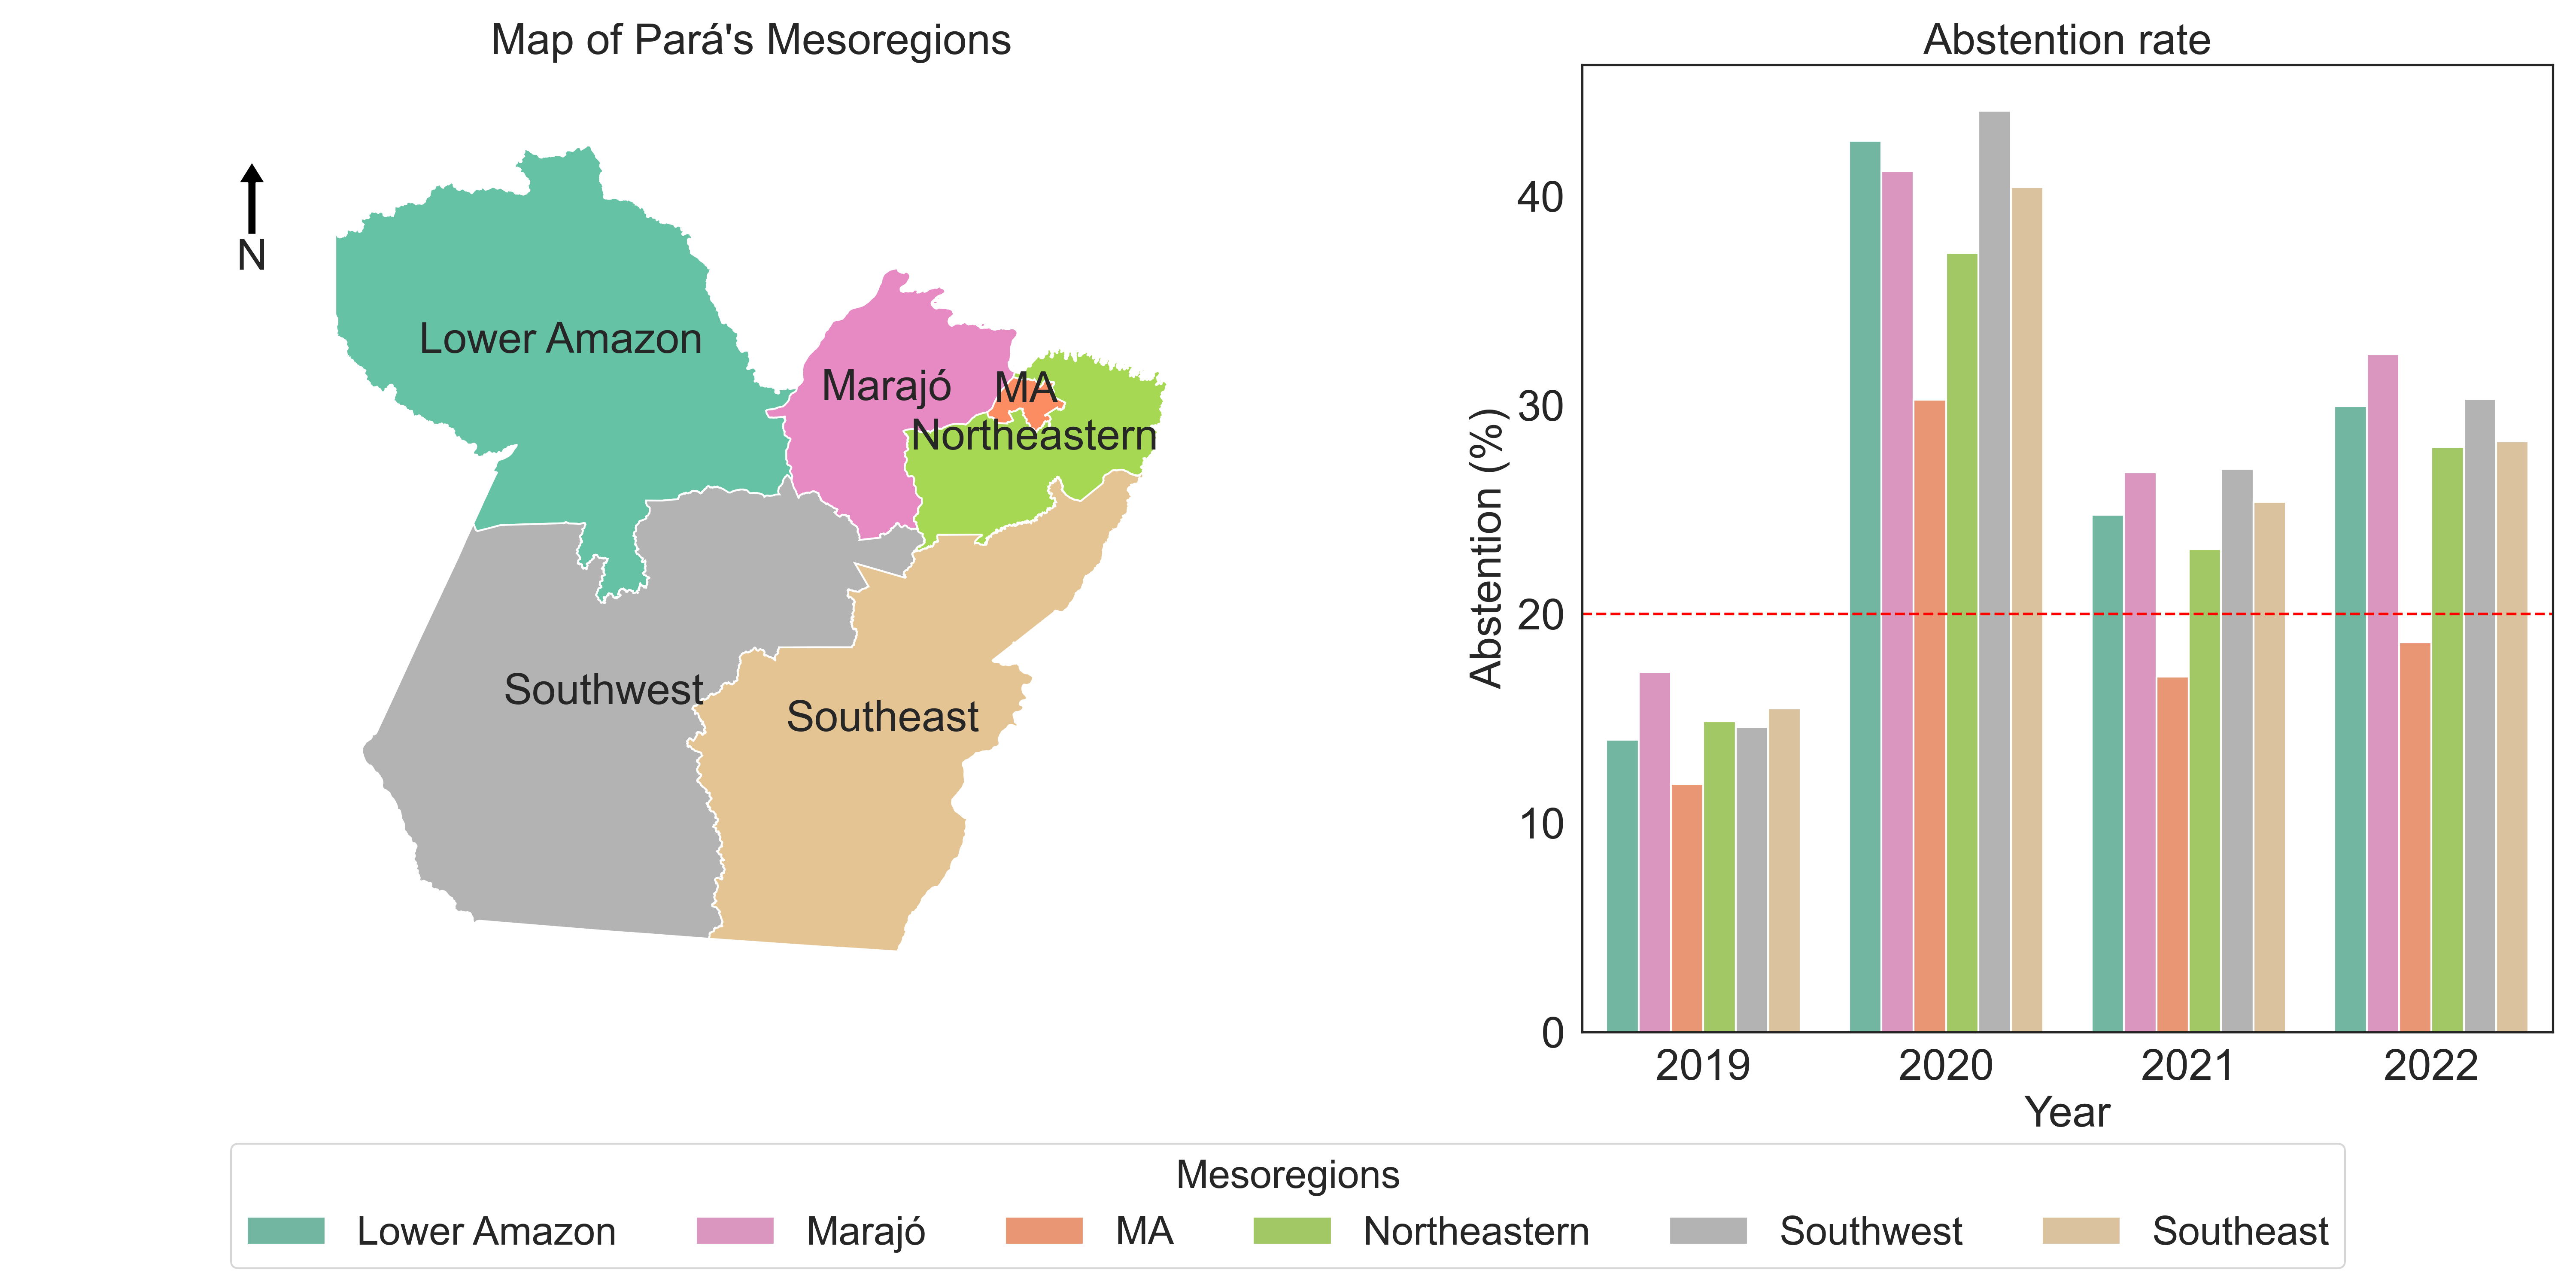 Map of Pará's Mesoregions
N
Lower Amazon
Marajó
MA
Northeastern
Southwest
Southeast
Abstention rate
Abstention (%)
40
30
20
10
0
2019 2020 2021 2022
Year
Mesoregions
Lower Amazon Marajó MA Northeastern Southwest Southeast